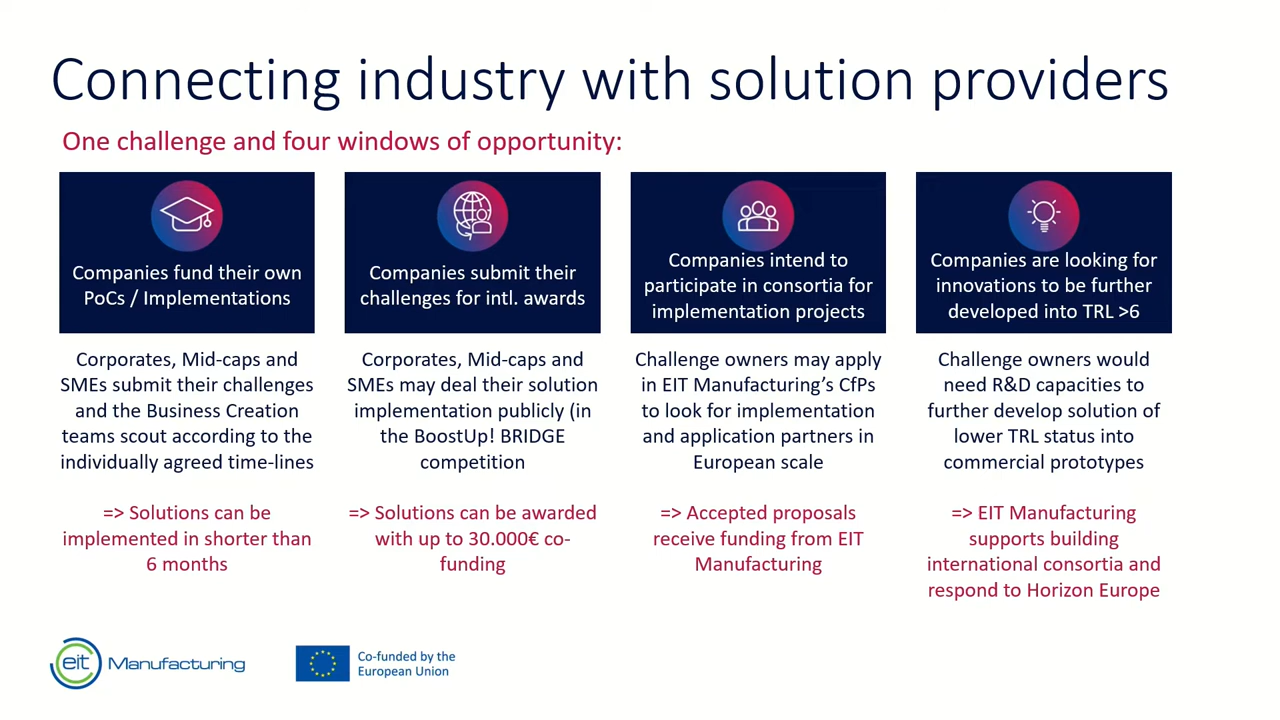 Connecting industry with solution providers
One challenge and four windows of opportunity:
Companies fund their own
PoCs / Implementations
Corporates, Mid-caps and
SMEs submit their challenges
and the Business Creation
teams scout according to the
individually agreed time-lines
=> Solutions can be
implemented in shorter than
6 months
Companies submit their
challenges for intl. awards
Corporates, Mid-caps and
SMEs may deal their solution
implementation publicly (in
the BoostUp! BRIDGE
competition
=> Solutions can be awarded
with up to 30.000€ co-
funding
Companies intend to
participate in consortia for
implementation projects
Challenge owners may apply
in EIT Manufacturing’s CfPs
to look for implementation
and application partners in
European scale
=> Accepted proposals
receive funding from EIT
Manufacturing
Companies are looking for
innovations to be further
developed into TRL >6
Challenge owners would
need R&D capacities to
further develop solution of
lower TRL status into
commercial prototypes
=> EIT Manufacturing
supports building
international consortia and
respond to Horizon Europe
eit Manufacturing
Co-funded by the
European Union